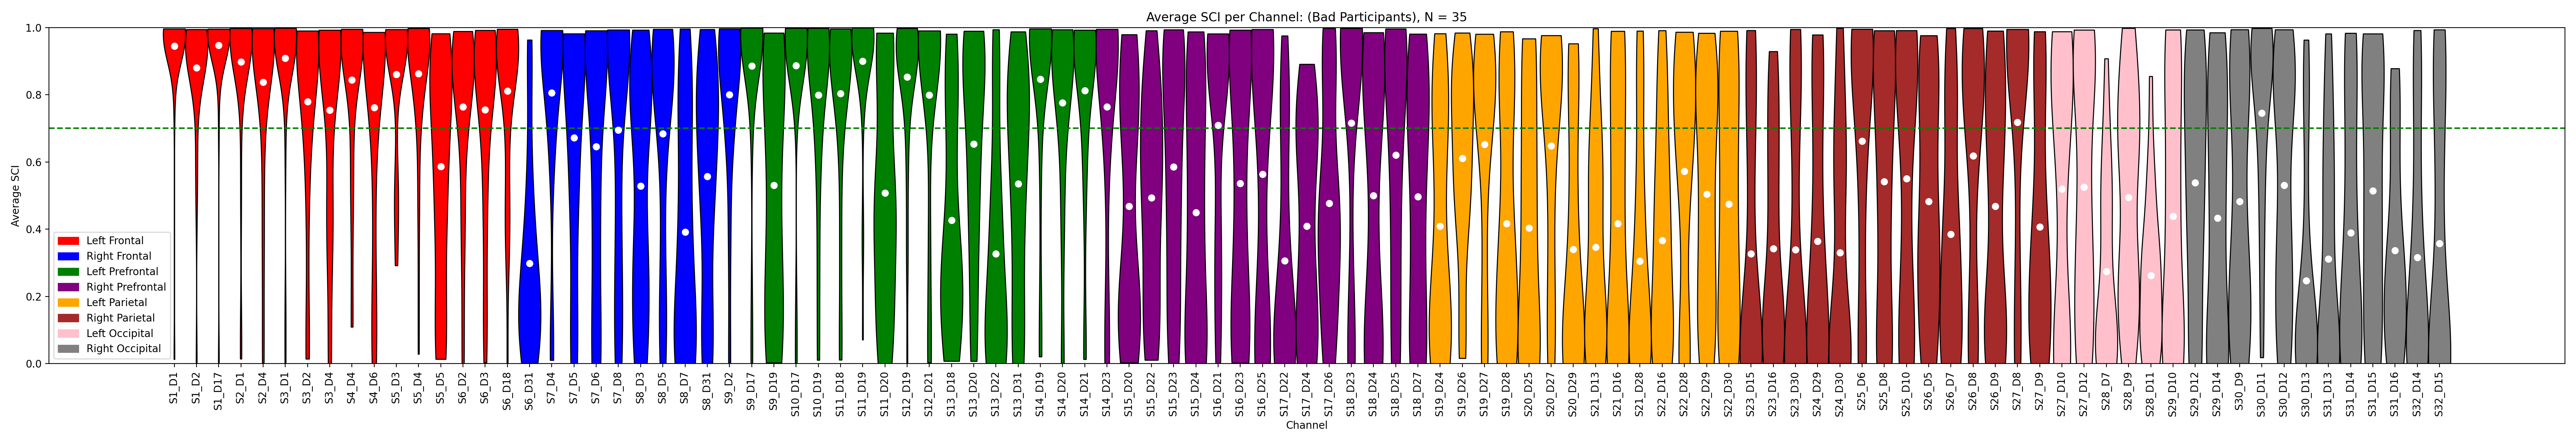 Average SCI per Channel: (Bad Participants), N = 35
Average SCI
1.0
0.8
0.6
0.4
0.2
0.0
Left Frontal
Right Frontal
Left Prefrontal
Right Prefrontal
Left Parietal
Right Parietal
Left Occipital
Right Occipital
S1_D1
S1_D2
S1_D17
S2_D1
S2_D4
S3_D1
S3_D2
S3_D4
S4_D4
S4_D6
S5_D3
S5_D4
S5_D5
S6_D2
S6_D3
S6_D18
S6_D31
S7_D4
S7_D5
S7_D6
S7_D8
S8_D3
S8_D5
S8_D7
S8_D31
S9_D2
S9_D17
S9_D19
S10_D17
S10_D19
S11_D18
S11_D19
S11_D20
S12_D19
S12_D21
S13_D18
S13_D20
S13_D22
S13_D31
S14_D19
S14_D20
S14_D21
S14_D23
S15_D20
S15_D22
S15_D23
S15_D24
S16_D21
S16_D23
S16_D25
S17_D22
S17_D24
S17_D26
S18_D23
S18_D24
S18_D25
S18_D27
S19_D24
S19_D26
S19_D27
S19_D28
S20_D25
S20_D27
S20_D29
S21_D13
S21_D16
S21_D28
S22_D16
S22_D28
S22_D29
S22_D30
S23_D15
S23_D16
S23_D30
S24_D29
S24_D30
S25_D6
S25_D8
S25_D10
S26_D5
S26_D7
S26_D8
S26_D9
S27_D8
S27_D9
S27_D10
S27_D12
S28_D7
S28_D9
S28_D11
S29_D10
S29_D12
S29_D14
S30_D9
S30_D11
S30_D12
S30_D13
S31_D13
S31_D14
S31_D15
S31_D16
S32_D14
S32_D15
Channel